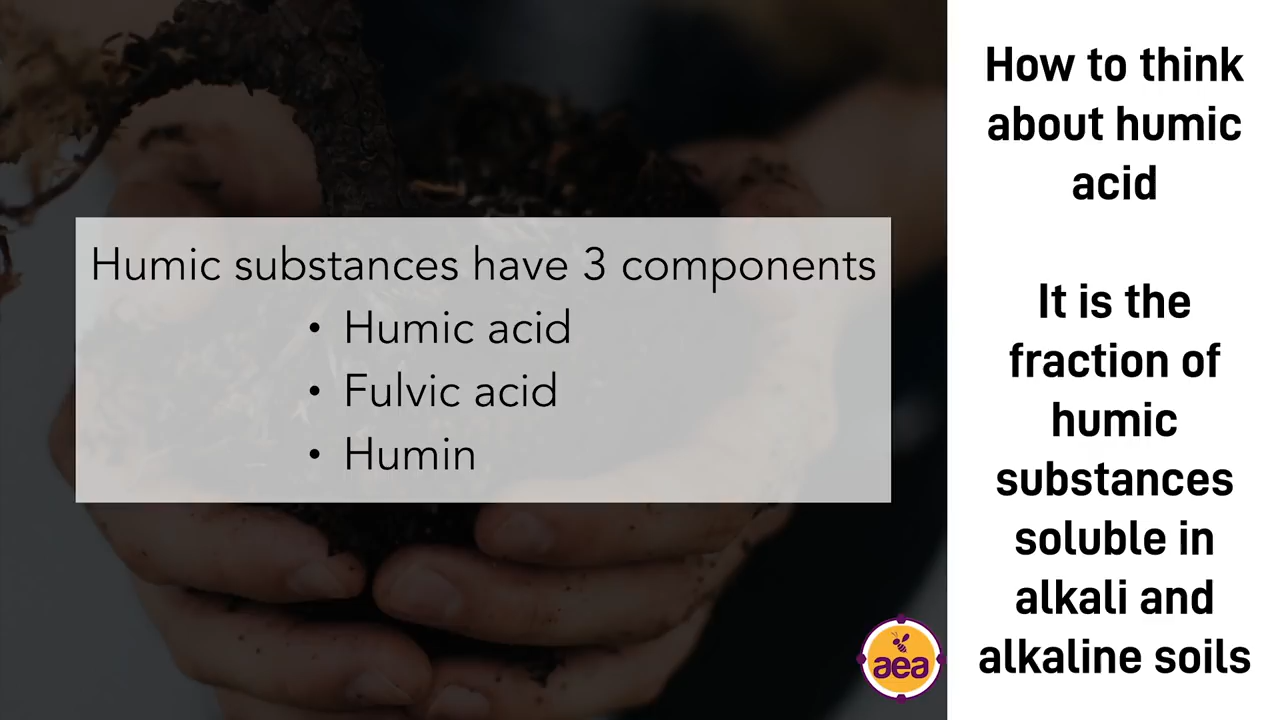 Humic substances have 3 components
• Humic acid
• Fulvic acid
• Humin
aea
How to think
about humic
acid
It is the
fraction of
humic
substances
soluble in
alkali and
alkaline soils